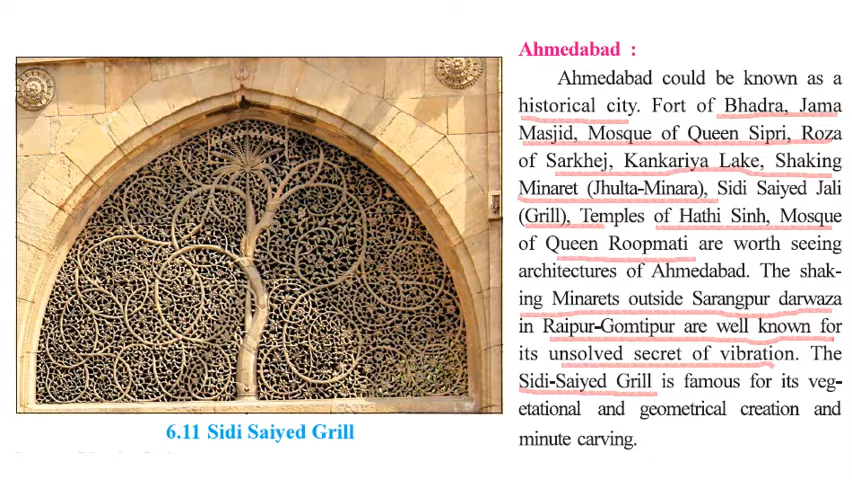 Ahmedabad :
Ahmedabad could be known as a
historical city. Fort of Bhadra, Jama
Masjid, Mosque of Queen Sipri, Roza
of Sarkhej, Kankariya Lake, Shaking
Minaret (Jhulta-Minara), Sidi Saiyed Jali
(Grill), Temples of Hathi Sinh, Mosque
of Queen Roopmati are worth seeing
architectures of Ahmedabad. The shak-
ing Minarets outside Sarangpur darwaza
in Raipur-Gomtipur are well known for
its unsolved secret of vibration. The
Sidi-Saiyed Grill is famous for its veg-
etational and geometrical creation and
minute carving.
6.11 Sidi Saiyed Grill